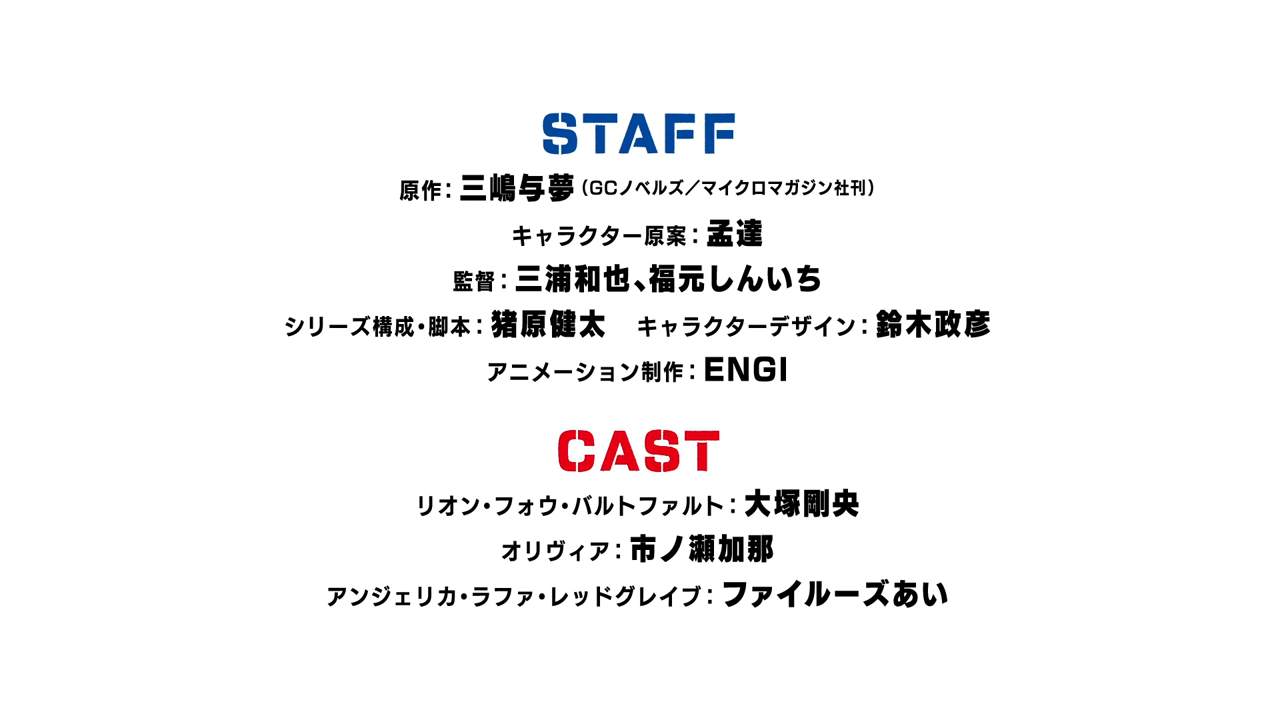 STAFF
原作：三嶋与夢（GCノベルズ／マイクロマガジン社刊）
キャラクター原案：孟達
監督：三浦和也、福元しんいち
シリーズ構成・脚本：猪原健太　キャラクターデザイン：鈴木政彦
アニメーション制作：ENGI
CAST
リオン・フォウ・バルトファルト：大塚剛央
オリヴィア：市ノ瀬加那
アンジェリカ・ラファ・レッドグレイブ：ファイルーズあい